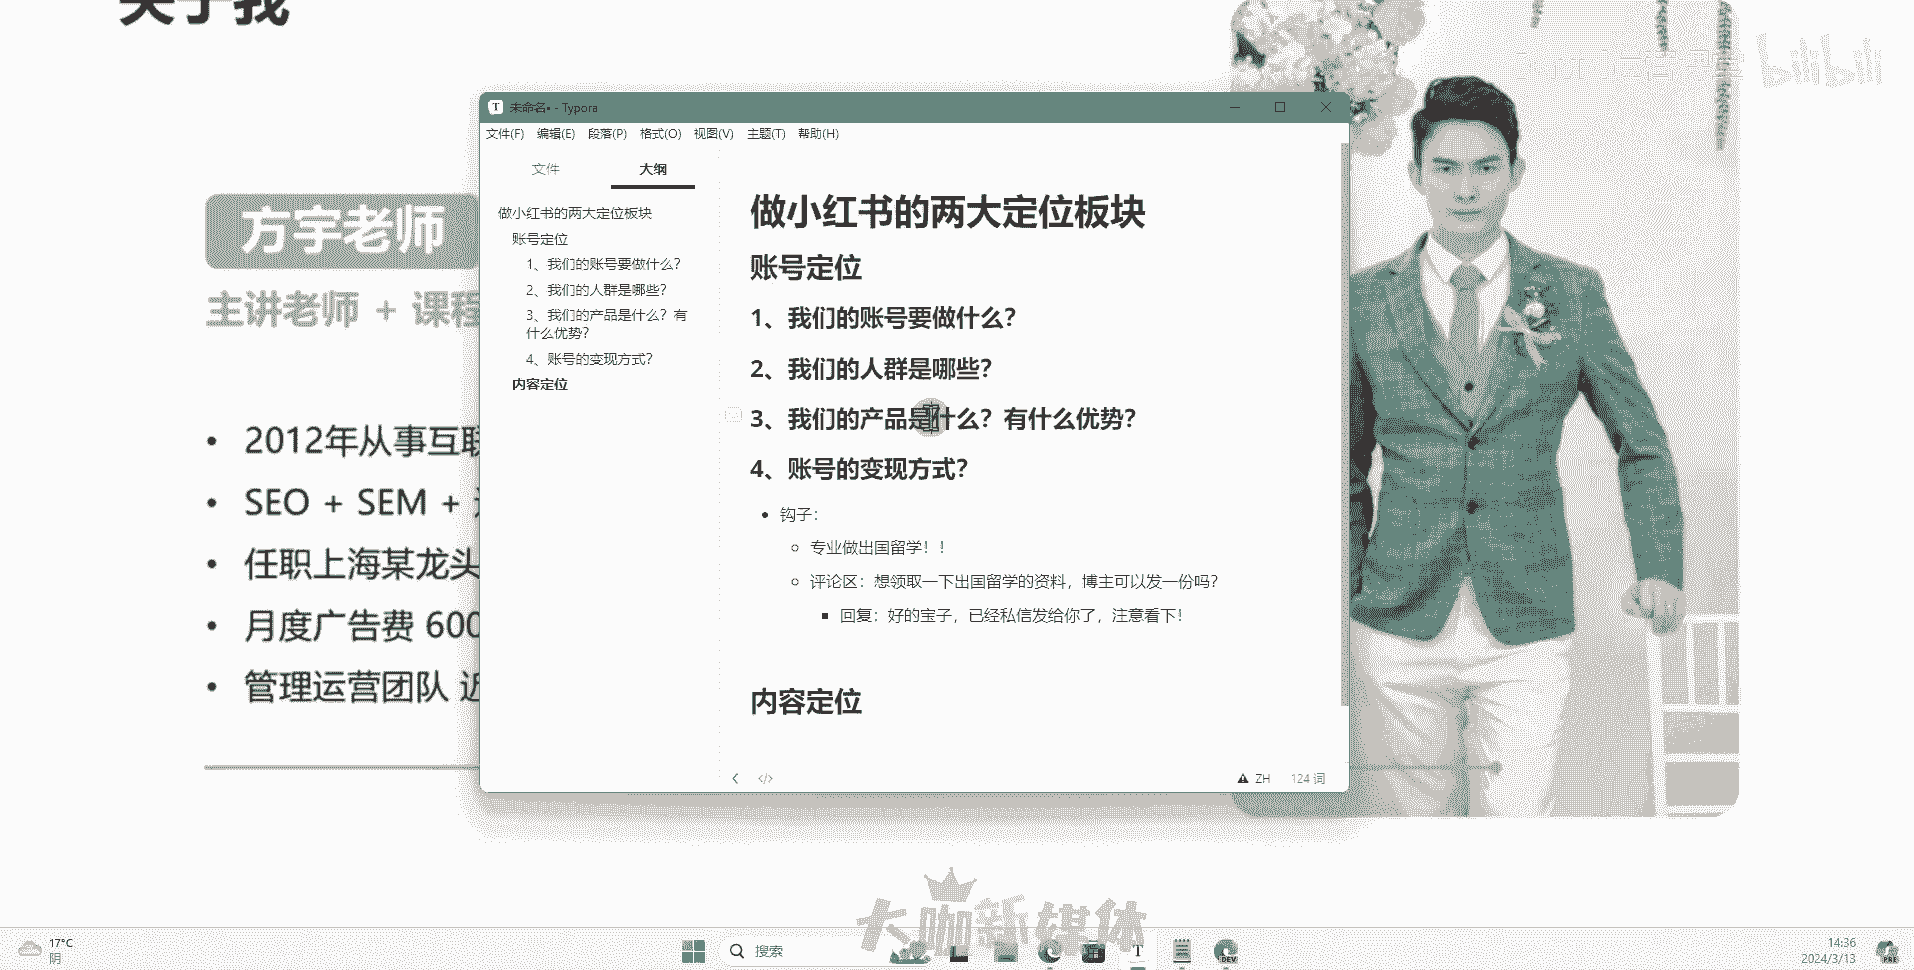 关于我
bilibili
方宇老师
主讲老师 + 课程
2012年从事互联
SEO + SEM +
任职上海某龙头
月度广告费 600
管理运营团队 近
未命名• - Typora
文件(F) 编辑(E) 段落(P) 格式(O) 视图(V) 主题(T) 帮助(H)
文件 大纲
做小红书的两大定位板块
账号定位
1、我们的账号要做什么？
2、我们的人群是哪些？
3、我们的产品是什么？有
什么优势？
4、账号的变现方式？
内容定位
做小红书的两大定位板块
账号定位
1、我们的账号要做什么？
2、我们的人群是哪些？
3、我们的产品是什么？有什么优势？
4、账号的变现方式？
钩子：
专业做出国留学！！
评论区：想领取一下出国留学的资料，博主可以发一份吗？
回复：好的宝子，已经私信发给你了，注意看下！
内容定位
ZH 124 词
大咖新媒体
17°C
阴
搜索
DEV
14:36
2024/3/13
PRE